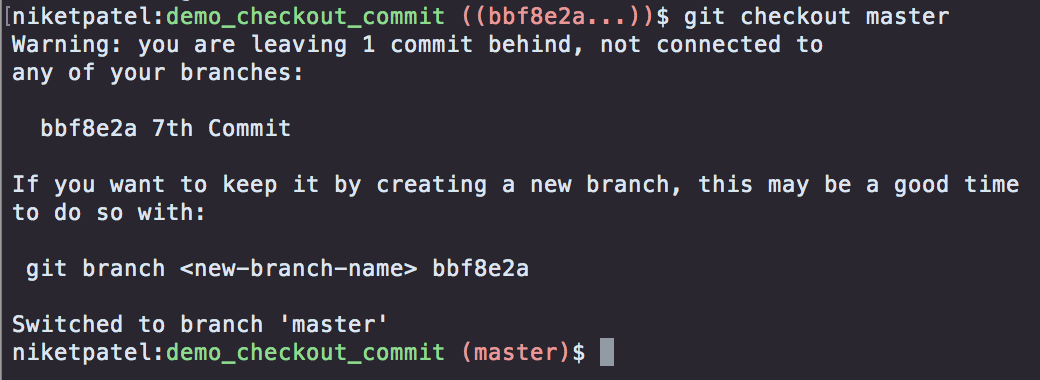 [niketpatel:demo_checkout_commit ((bbf8e2a...))$ git checkout master
Warning: you are leaving 1 commit behind, not connected to
any of your branches:
bbf8e2a 7th Commit
If you want to keep it by creating a new branch, this may be a good time
to do so with:
git branch <new-branch-name> bbf8e2a
Switched to branch 'master'
niketpatel:demo_checkout_commit (master)$